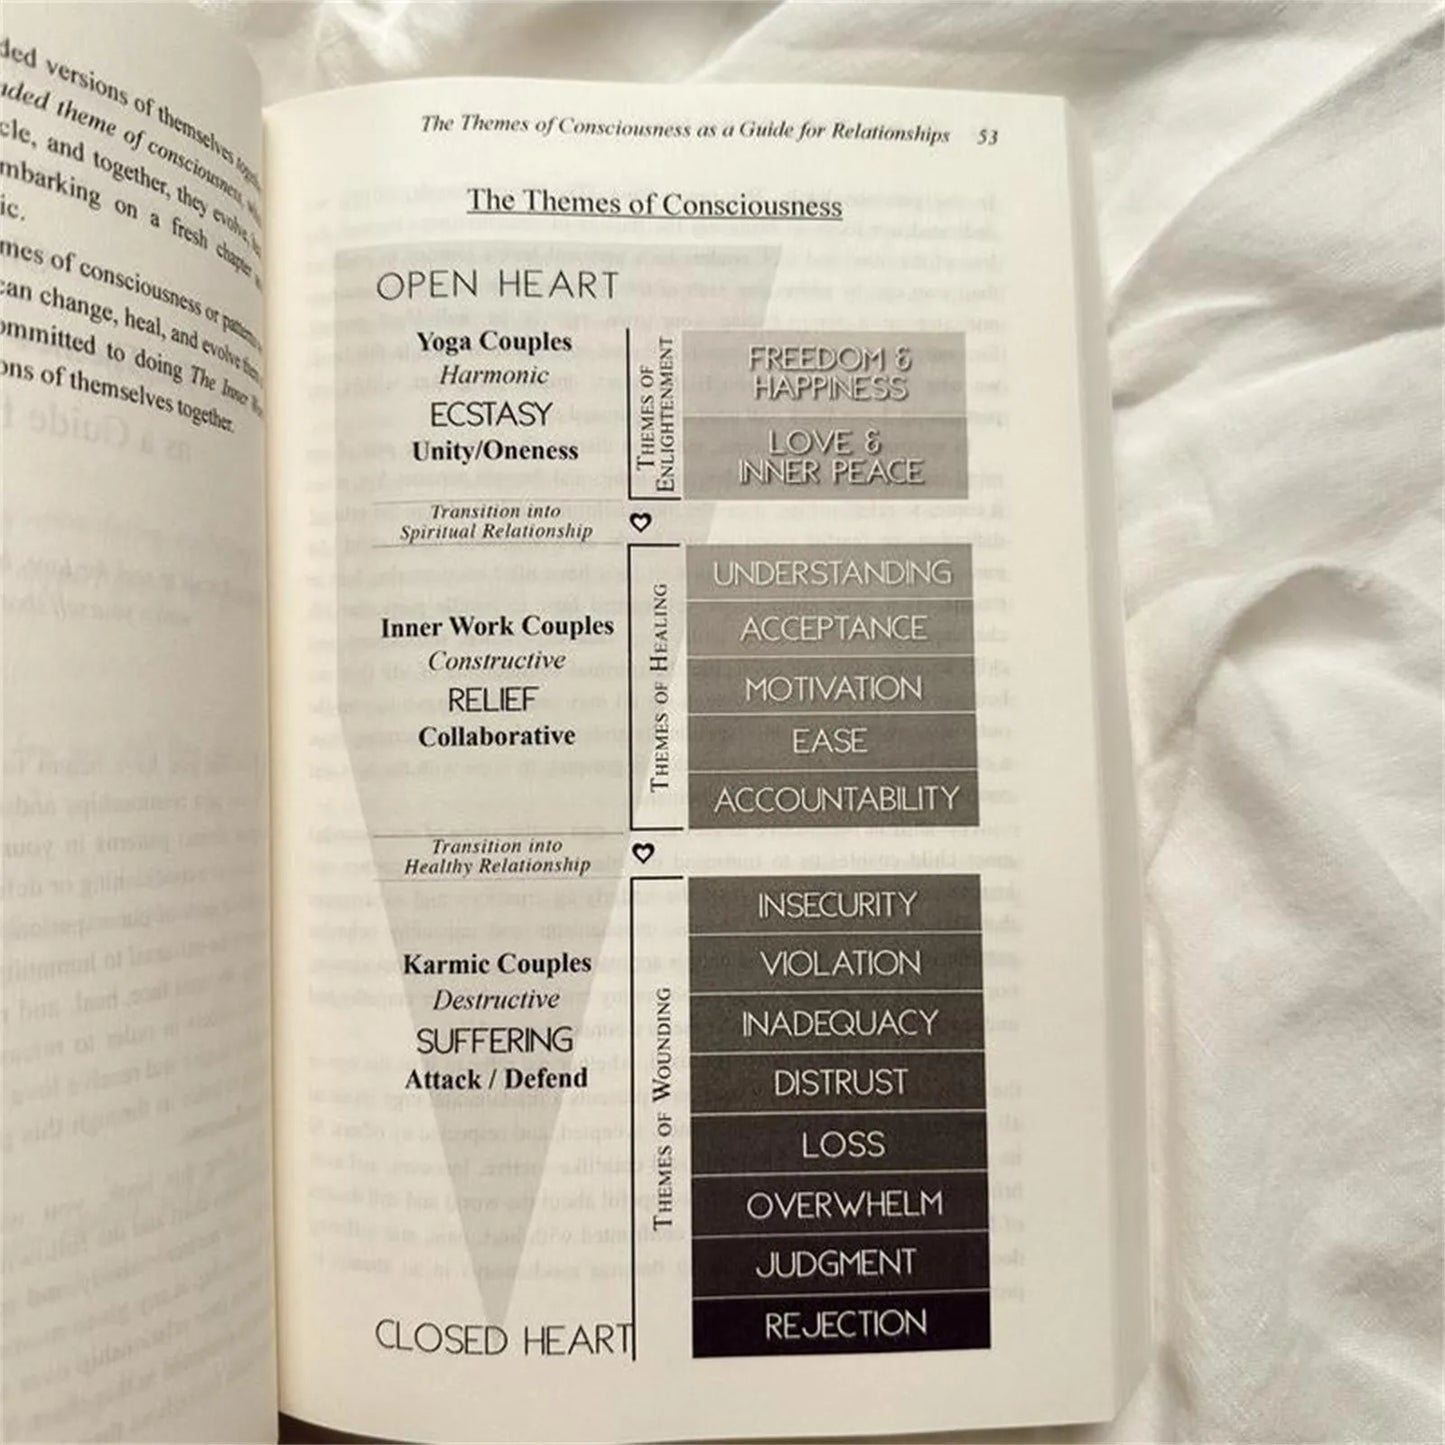 ded versions of themselves
ded theme of consciousness,
cle, and together, they evolve,
mbarking on a fresh chapter
ic.
mes of consciousness or
can change, heal, and evolve
ommitted to doing The Inner
ons of themselves together.
The Themes of Consciousness as a Guide for Relationships 53
The Themes of Consciousness
OPEN HEART
Yoga Couples
Harmonic
ECSTASY
Unity/Oneness
THEMES OF
ENLIGHTENMENT
FREEDOM &
HAPPINESS
LOVE &
INNER PEACE
Transition into
Spiritual Relationship
Inner Work Couples
Constructive
RELIEF
Collaborative
THEMES OF HEALING
UNDERSTANDING
ACCEPTANCE
MOTIVATION
EASE
ACCOUNTABILITY
Transition into
Healthy Relationship
Karmic Couples
Destructive
SUFFERING
Attack / Defend
THEMES OF WOUNDING
INSECURITY
VIOLATION
INADEQUACY
DISTRUST
LOSS
OVERWHELM
JUDGMENT
REJECTION
CLOSED HEART